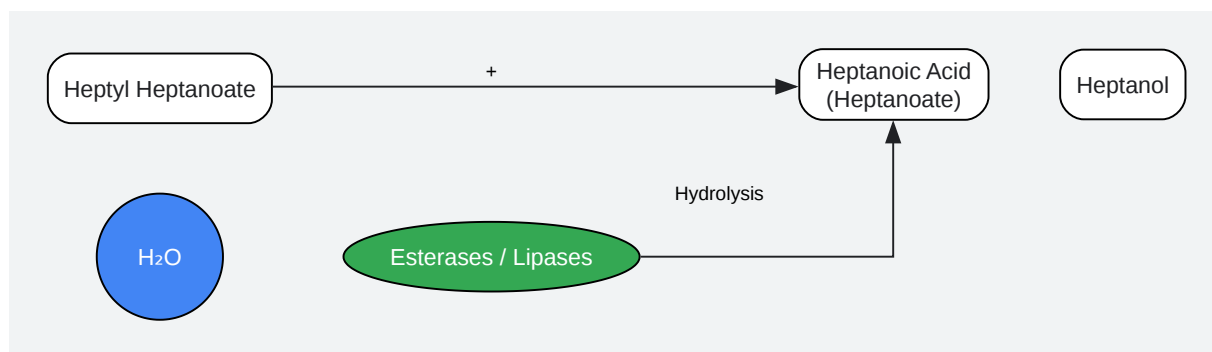 Heptyl Heptanoate
+
Heptanoic Acid
(Heptanoate)
Heptanol
Hydrolysis
H₂O
Esterases / Lipases